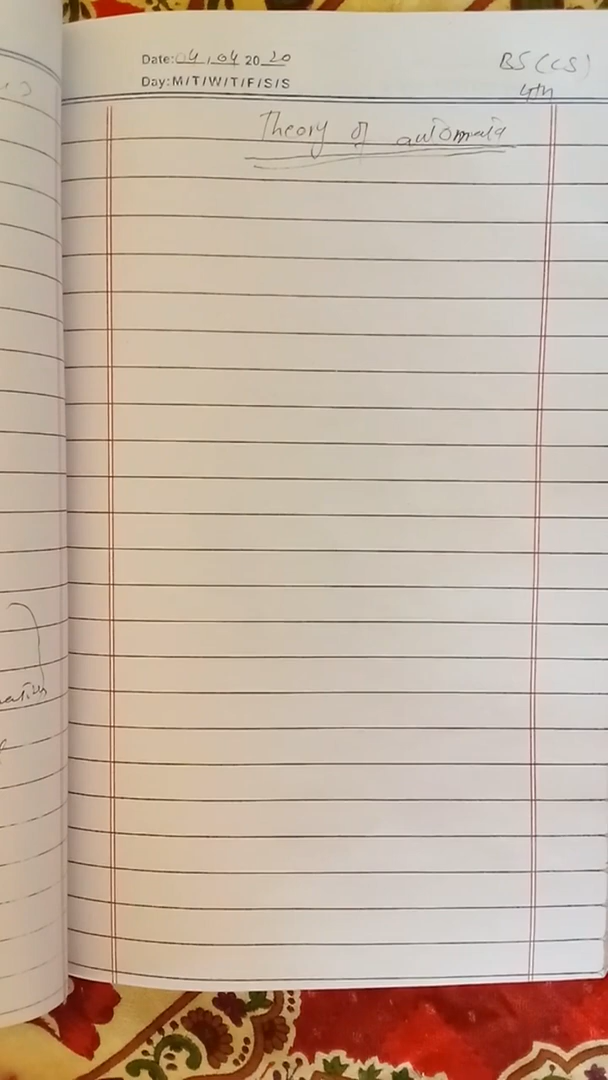 Date: 04, 04 20 20
BS (CS)
Day: M/T/W/T/F/S/S
4th
Theory of automata